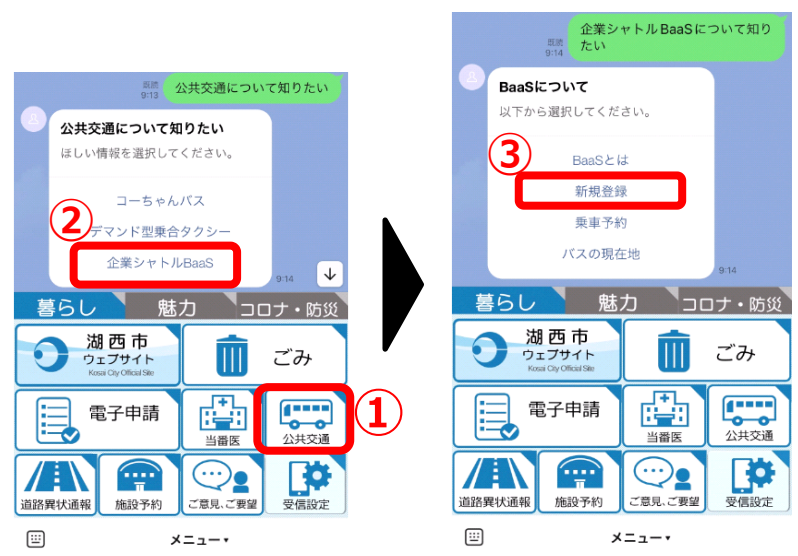 既読
9:13
公共交通について知りたい
公共交通について知りたい
ほしい情報を選択してください。
コーちゃんバス
②
デマンド型乗合タクシー
企業シャトルBaaS
9:14
暮らし
魅力
コロナ・防災
湖西市
ウェブサイト
Kosai City Official Site
ごみ
電子申請
当番医
公共交通
①
道路異状通報
施設予約
ご意見、ご要望
受信設定
メニュー▾
既読
9:14
企業シャトルBaaSについて知り
たい
BaaSについて
以下から選択してください。
③
BaaSとは
新規登録
乗車予約
バスの現在地
9:14
暮らし
魅力
コロナ・防災
湖西市
ウェブサイト
Kosai City Official Site
ごみ
電子申請
当番医
公共交通
道路異状通報
施設予約
ご意見、ご要望
受信設定
メニュー▾